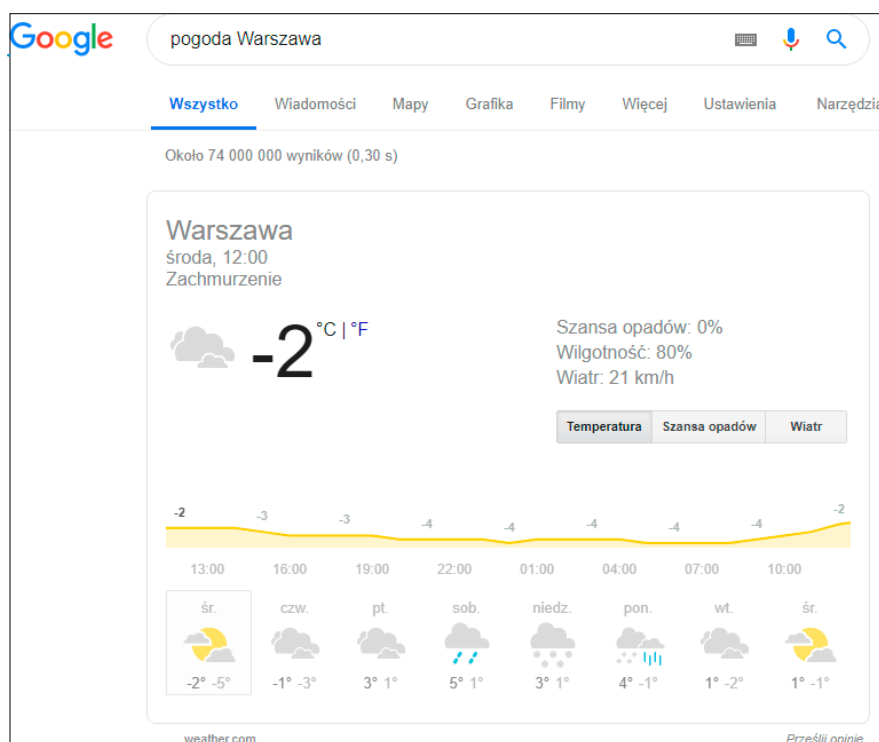 Google
pogoda Warszawa
Wszystko Wiadomości Mapy Grafika Filmy Więcej Ustawienia Narzędzia
Około 74 000 000 wyników (0,30 s)
Warszawa
środa, 12:00
Zachmurzenie
-2 °C | °F
Szansa opadów: 0%
Wilgotność: 80%
Wiatr: 21 km/h
Temperatura Szansa opadów Wiatr
-2 -3 -3 -4 -4 -4 -4 -4 -2
13:00 16:00 19:00 22:00 01:00 04:00 07:00 10:00
śr. czw. pt. sob. niedz. pon. wt. śr.
-2° -5° -1° -3° 3° 1° 5° 1° 3° 1° 4° -1° 1° -2° 1° -1°
weather.com Prześlij opinię